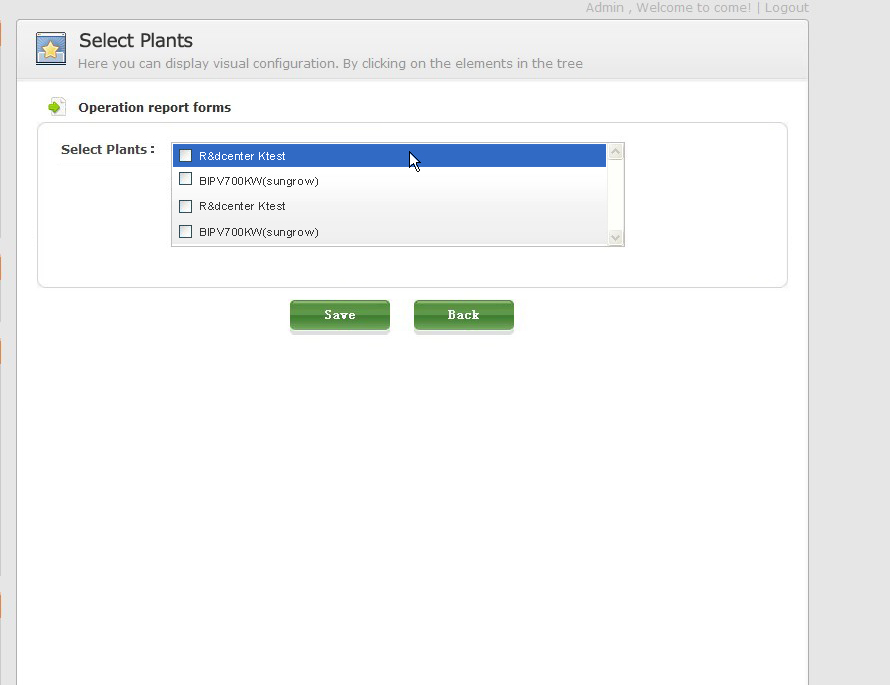 Admin , Welcome to come! | Logout
Select Plants
Here you can display visual configuration. By clicking on the elements in the tree
Operation report forms
Select Plants:
R&dcenter Ktest
BIPV700KW(sungrow)
R&dcenter Ktest
BIPV700KW(sungrow)
Save
Back